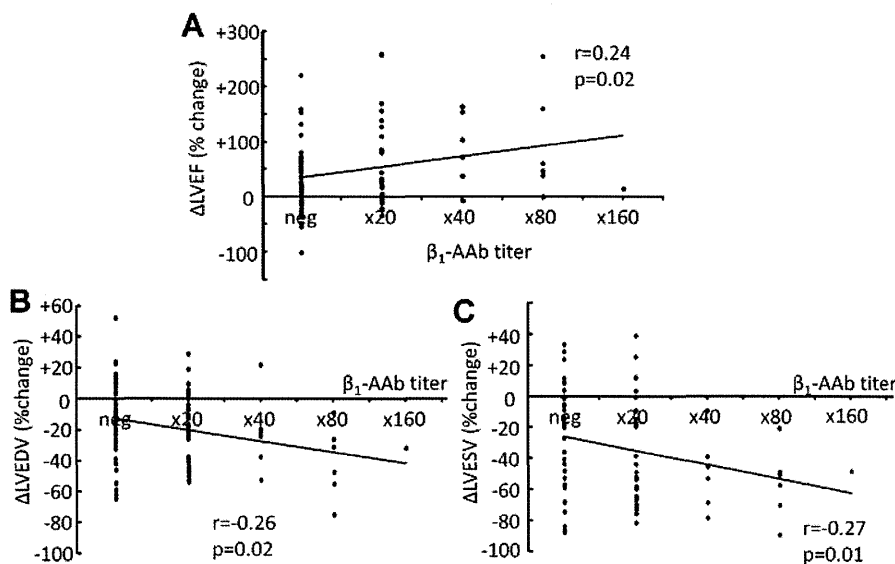 A
+300
+200
+100
0
-100
ΔLVEF (% change)
r=0.24
p=0.02
neg
x20
x40
x80
x160
β₁-AAb titer
B
+60
+40
+20
0
-20
-40
-60
-80
-100
ΔLVEDV (%change)
β₁-AAb titer
neg
x20
x40
x80
x160
r=-0.26
p=0.02
C
+40
+20
0
-20
-40
-60
-80
-100
ΔLVESV (%change)
β₁-AAb titer
neg
x20
x40
x80
x160
r=-0.27
p=0.01